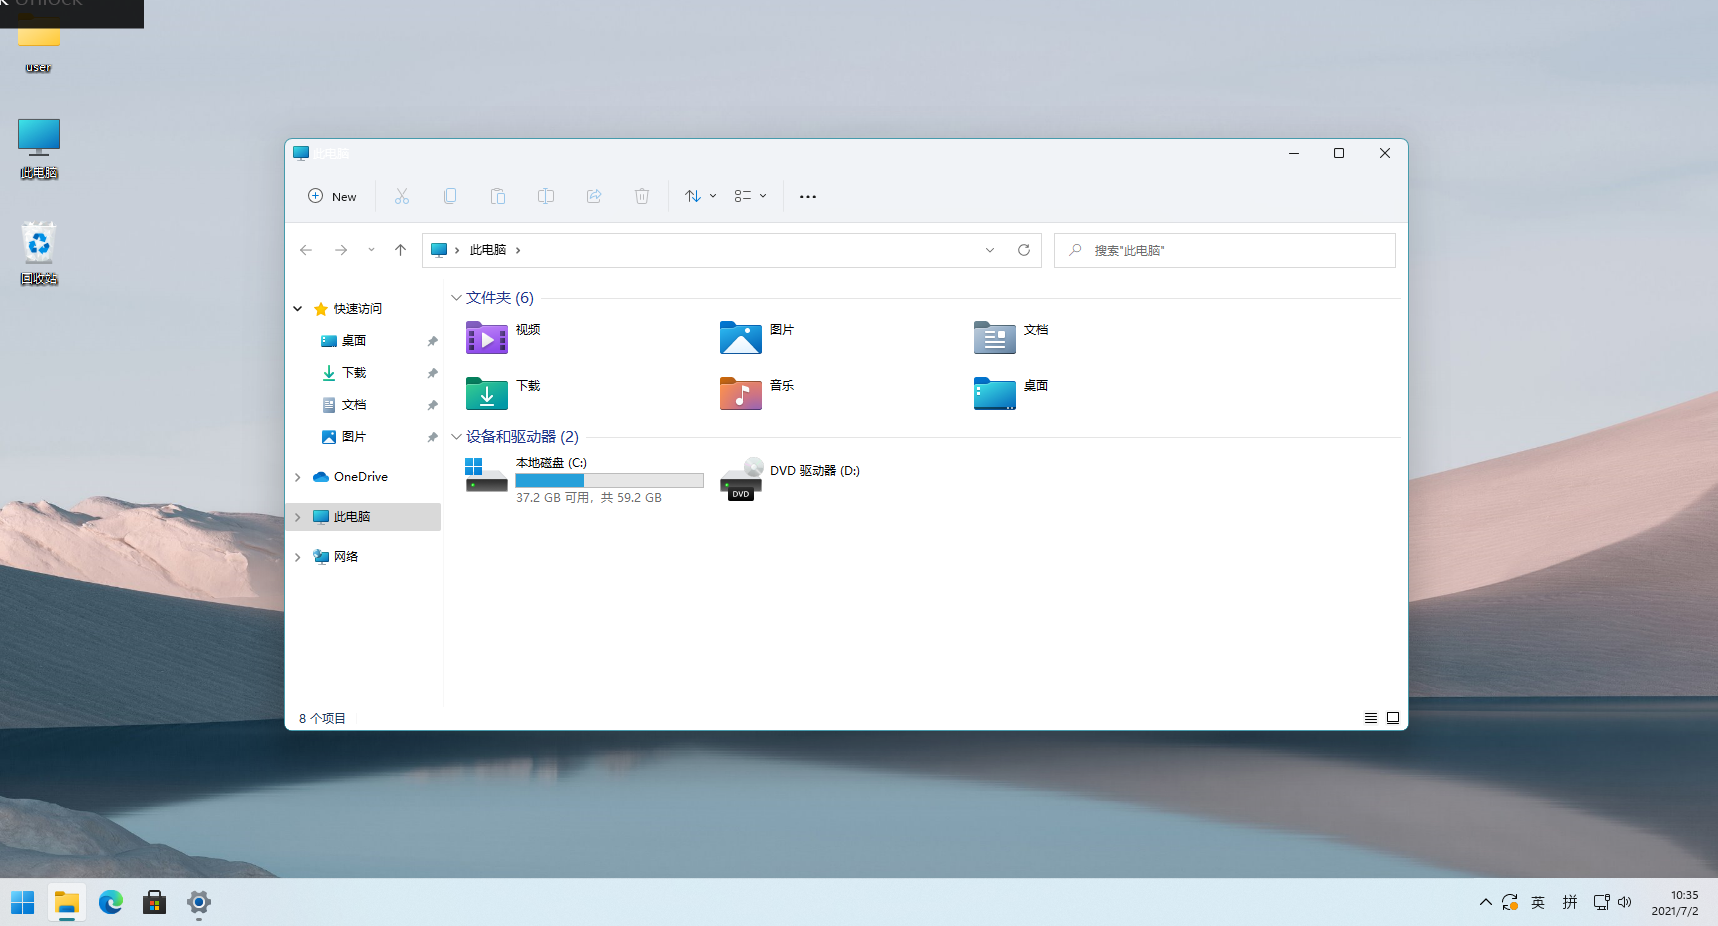 Unlock
user
此电脑
回收站
此电脑
New
此电脑
搜索"此电脑"
快速访问
桌面
下载
文档
图片
OneDrive
此电脑
网络
文件夹 (6)
视频
图片
文档
下载
音乐
桌面
设备和驱动器 (2)
本地磁盘 (C:)
37.2 GB 可用，共 59.2 GB
DVD 驱动器 (D:)
DVD
8 个项目
英
拼
10:35
2021/7/2